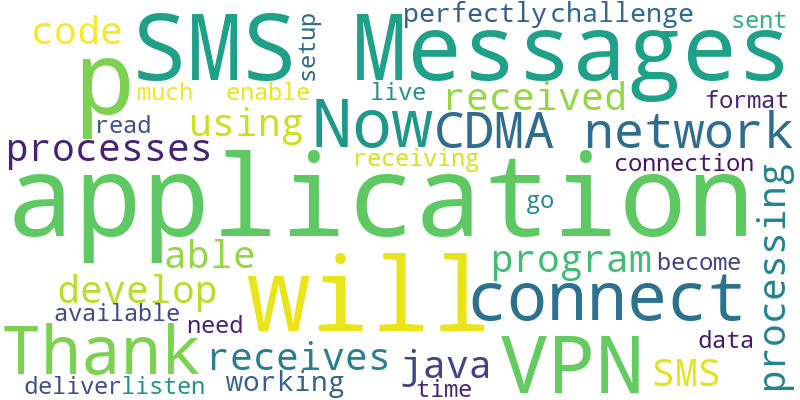 perfectly challenge
sent
code
SMS
Messages
setup
p
much
enable
live
received
format
read
using
Now
CDMA
network
processes
receiving
connection
application
go
processing
able
program
become
develop
will
connect
available
need
Thank
receives
java
VPN
data
SMS
deliver
listen
working
time